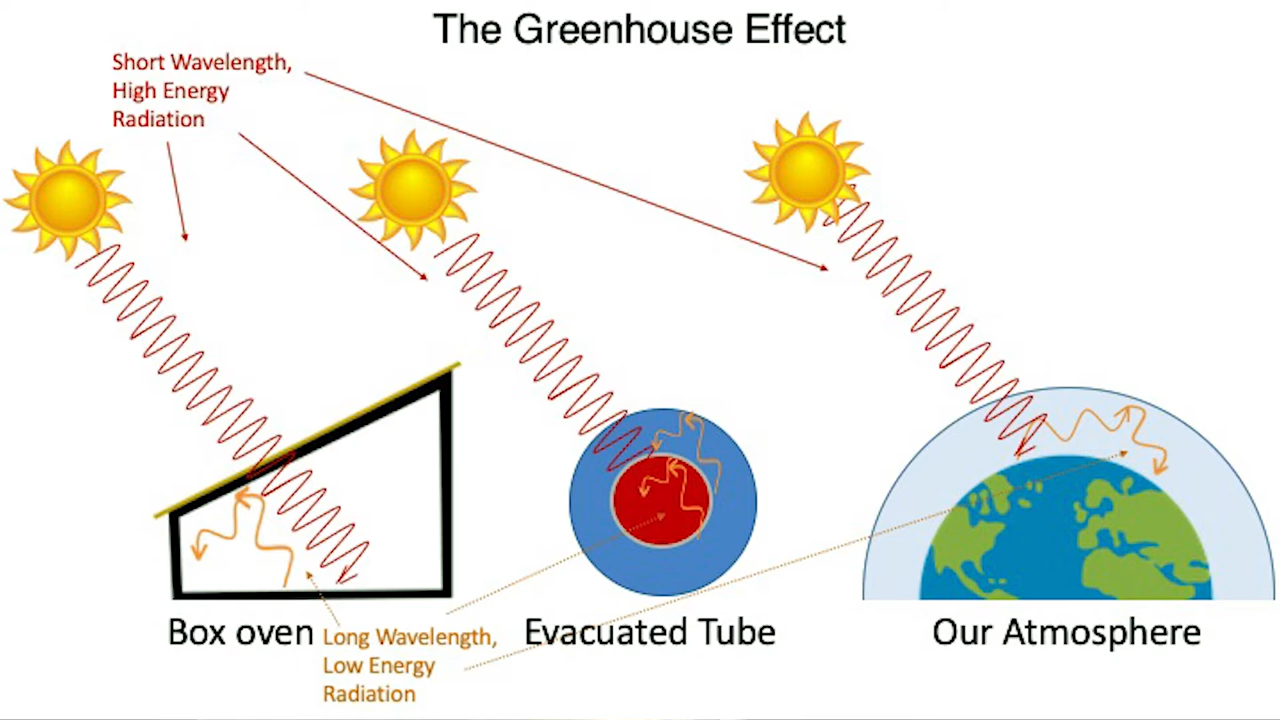 The Greenhouse Effect
Short Wavelength,
High Energy
Radiation
Box oven
Evacuated Tube
Our Atmosphere
Long Wavelength,
Low Energy
Radiation